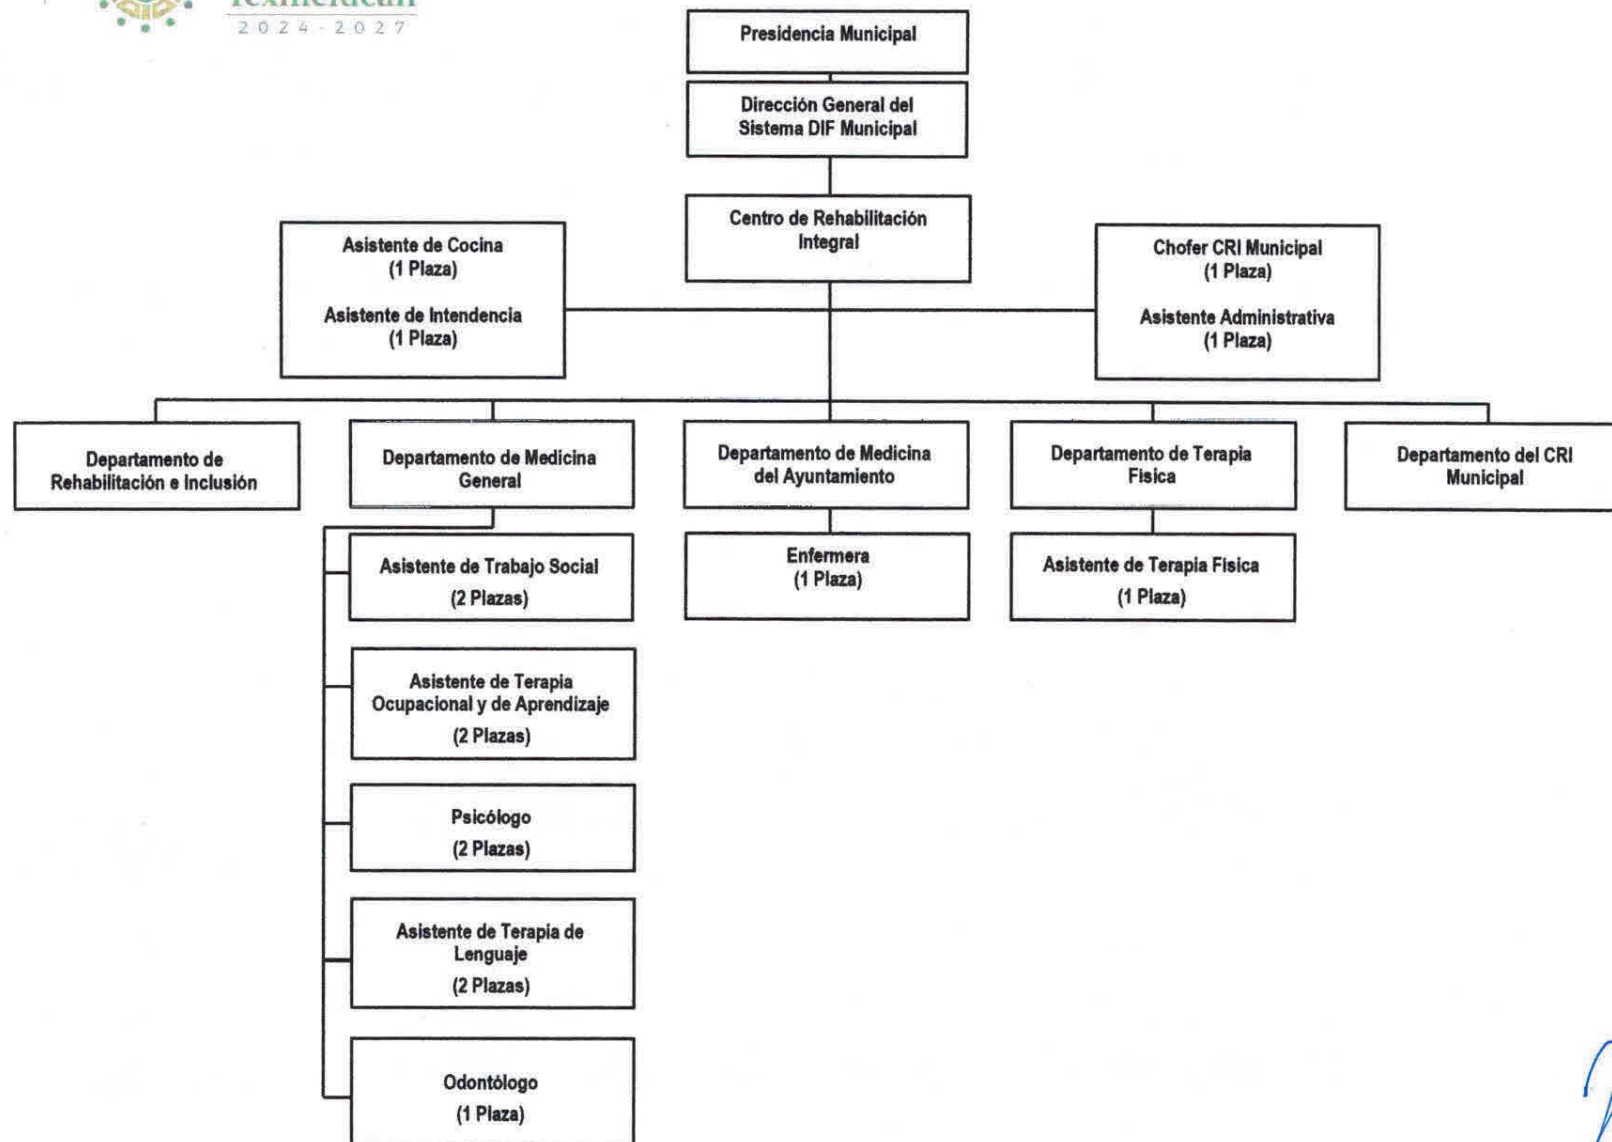 2024-2027
Presidencia Municipal
Dirección General del
Sistema DIF Municipal
Centro de Rehabilitación
Integral
Asistente de Cocina
(1 Plaza)
Asistente de Intendencia
(1 Plaza)
Chofer CRI Municipal
(1 Plaza)
Asistente Administrativa
(1 Plaza)
Departamento de
Rehabilitación e Inclusión
Departamento de Medicina
General
Departamento de Medicina
del Ayuntamiento
Departamento de Terapia
Fisica
Departamento del CRI
Municipal
Asistente de Trabajo Social
(2 Plazas)
Enfermera
(1 Plaza)
Asistente de Terapia Fisica
(1 Plaza)
Asistente de Terapia
Ocupacional y de Aprendizaje
(2 Plazas)
Psicólogo
(2 Plazas)
Asistente de Terapia de
Lenguaje
(2 Plazas)
Odontólogo
(1 Plaza)